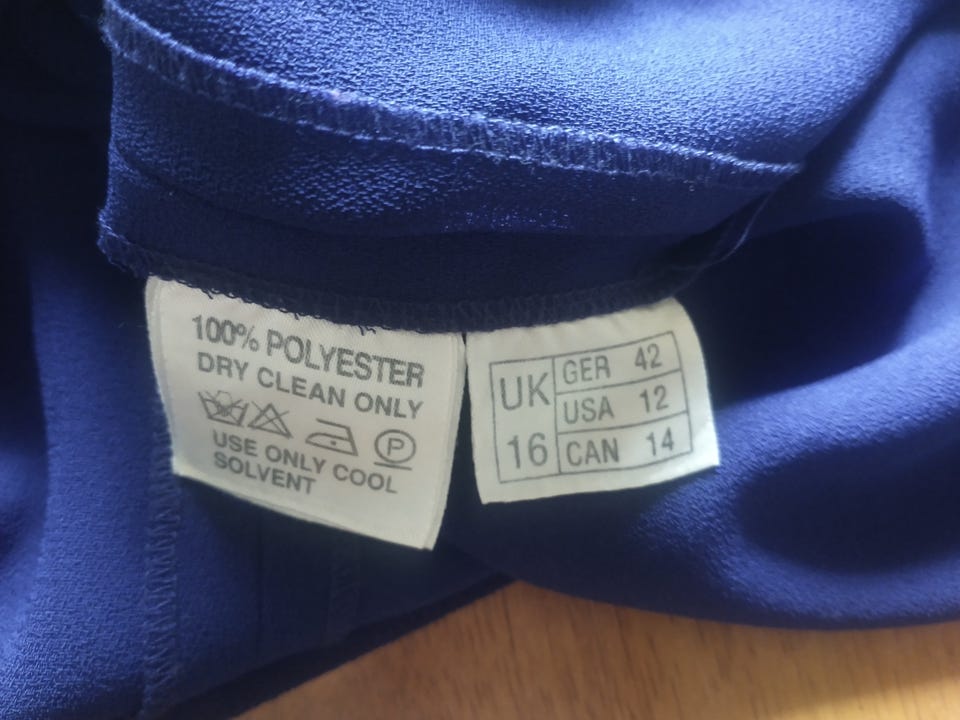 100% POLYESTER
DRY CLEAN ONLY
P
USE ONLY COOL
SOLVENT
UK 16
GER 42
USA 12
CAN 14